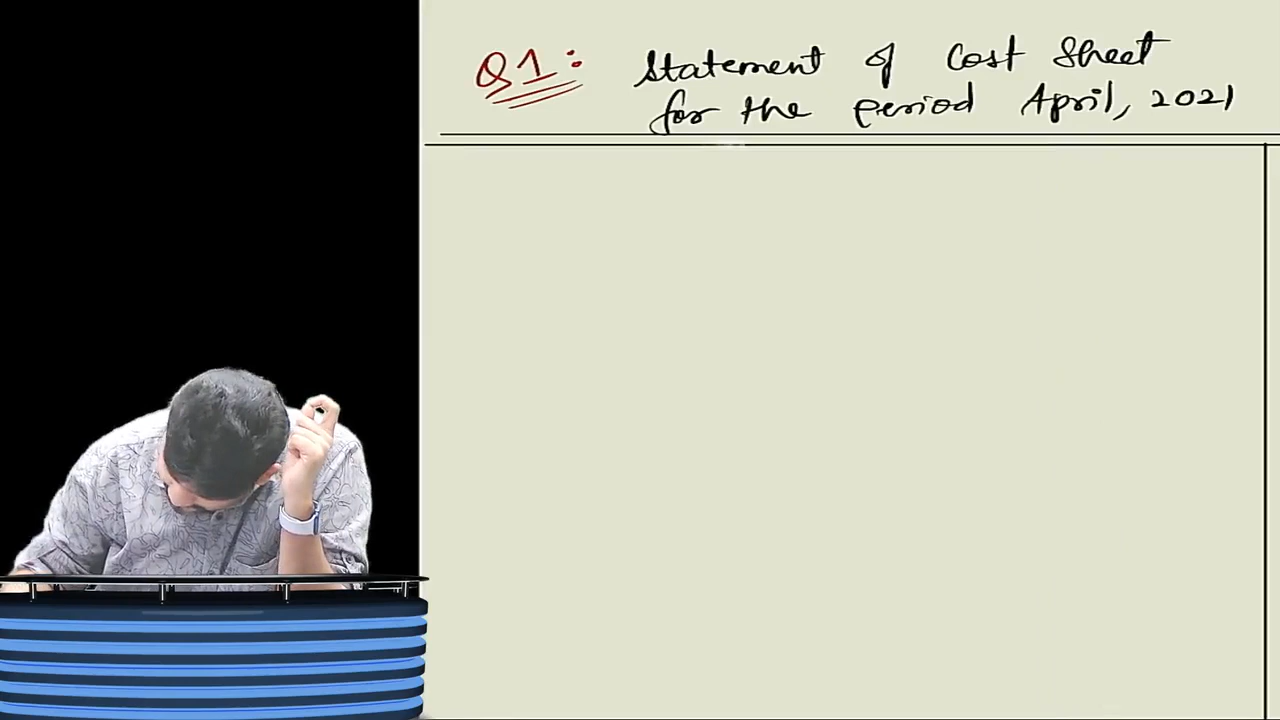 Q1: Statement of Cost Sheet
for the period April, 2021